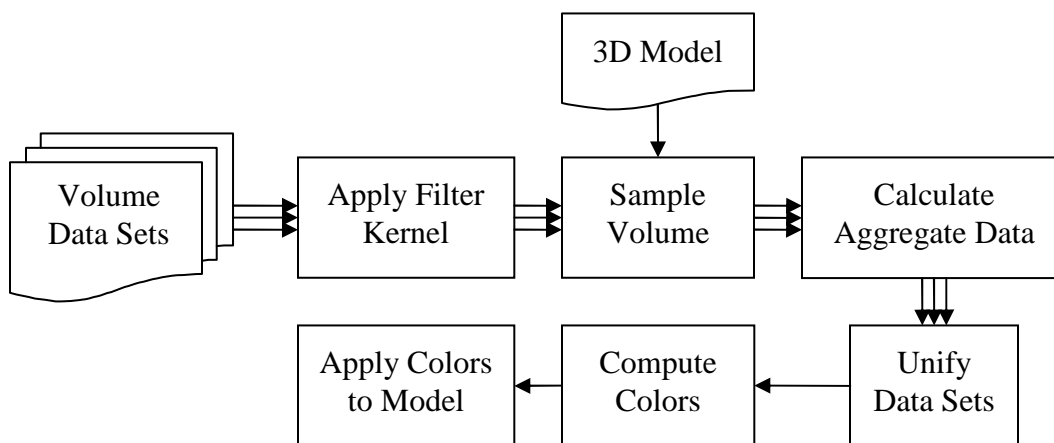 3D Model
Volume
Data Sets
Apply Filter
Kernel
Sample
Volume
Calculate
Aggregate Data
Unify
Data Sets
Compute
Colors
Apply Colors
to Model